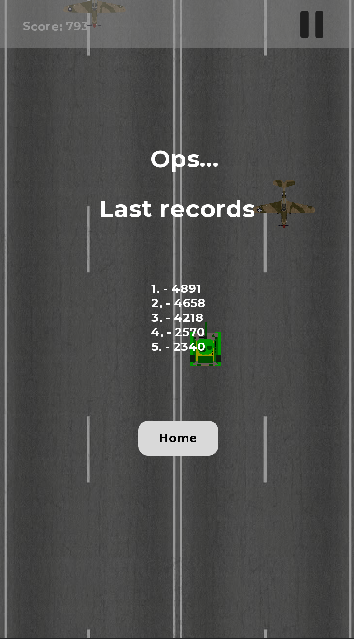 Score: 793
Ops...
Last records
1. - 4891
2. - 4658
3. - 4218
4. - 2570
5. - 2340
Home